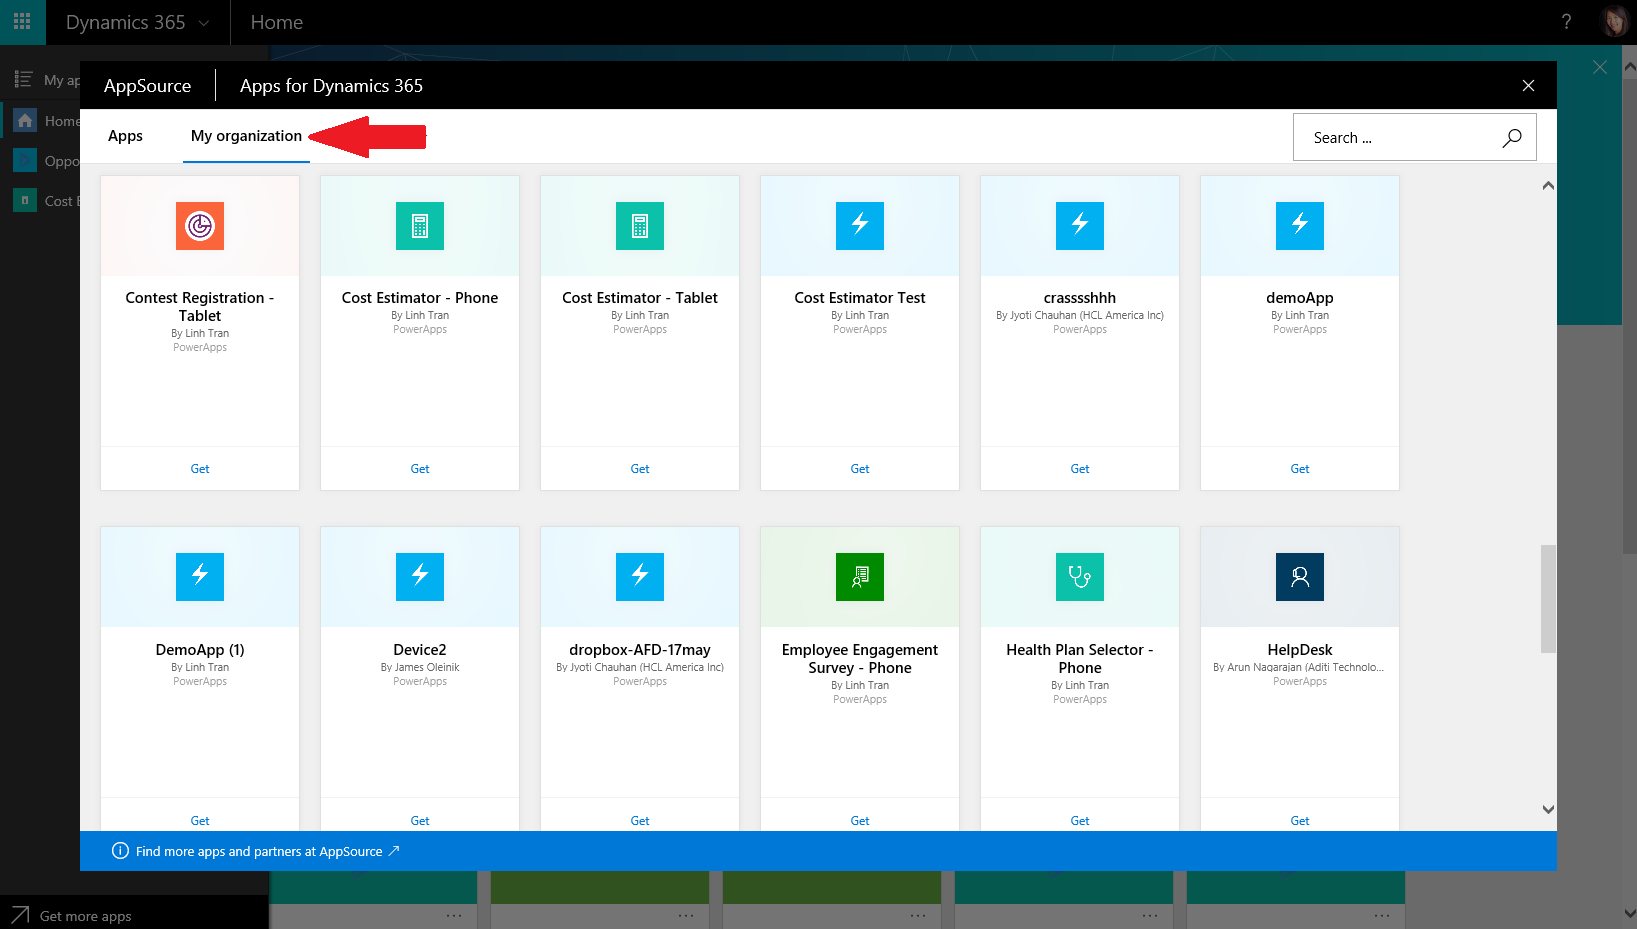 Dynamics 365
Home
?
My ap
Home
Oppo
Cost E
AppSource
Apps for Dynamics 365
Apps
My organization
Search ...
Contest Registration -
Tablet
By Linh Tran
PowerApps
Get
Cost Estimator - Phone
By Linh Tran
PowerApps
Get
Cost Estimator - Tablet
By Linh Tran
PowerApps
Get
Cost Estimator Test
By Linh Tran
PowerApps
Get
crasssshhh
By Jyoti Chauhan (HCL America Inc)
PowerApps
Get
demoApp
By Linh Tran
PowerApps
Get
DemoApp (1)
By Linh Tran
PowerApps
Get
Device2
By James Oleinik
PowerApps
Get
dropbox-AFD-17may
By Jyoti Chauhan (HCL America Inc)
PowerApps
Get
Employee Engagement
Survey - Phone
By Linh Tran
PowerApps
Get
Health Plan Selector -
Phone
By Linh Tran
PowerApps
Get
HelpDesk
By Arun Nagarajan (Aditi Technolo...
PowerApps
Get
Find more apps and partners at AppSource
Get more apps